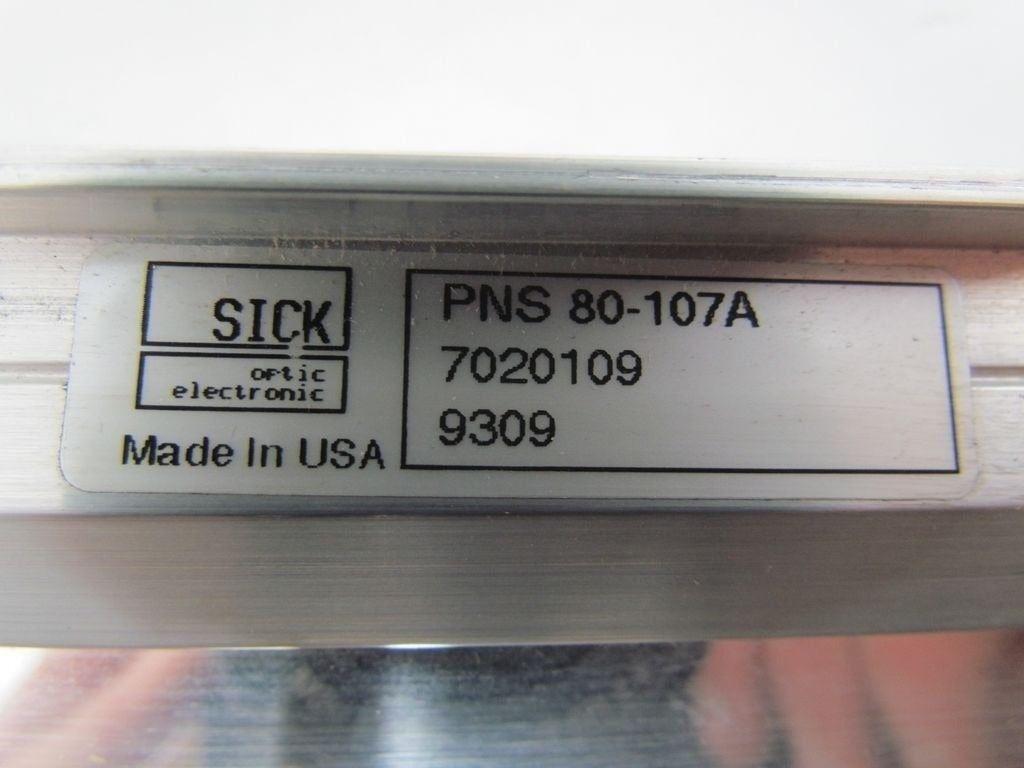 SICK
optic
electronic
Made In USA
PNS 80-107A
7020109
9309